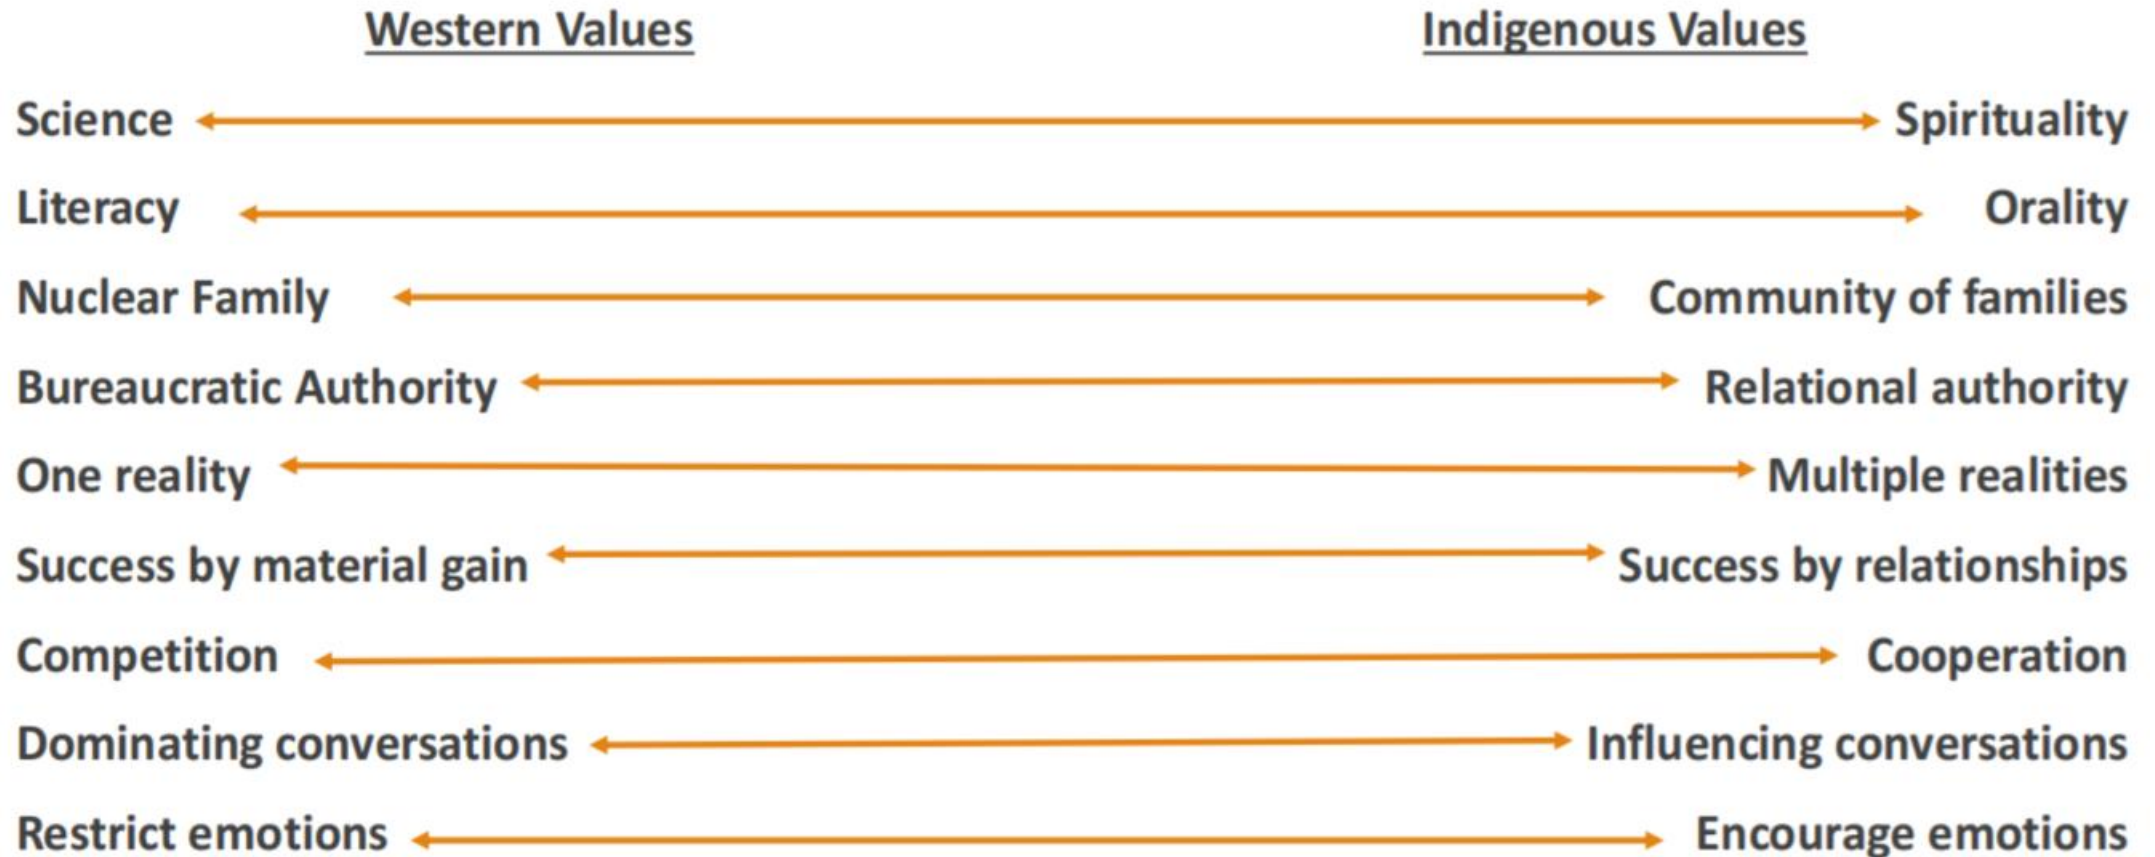 Western Values Indigenous Values
Science Spirituality
Literacy Orality
Nuclear Family Community of families
Bureaucratic Authority Relational authority
One reality Multiple realities
Success by material gain Success by relationships
Competition Cooperation
Dominating conversations Influencing conversations
Restrict emotions Encourage emotions